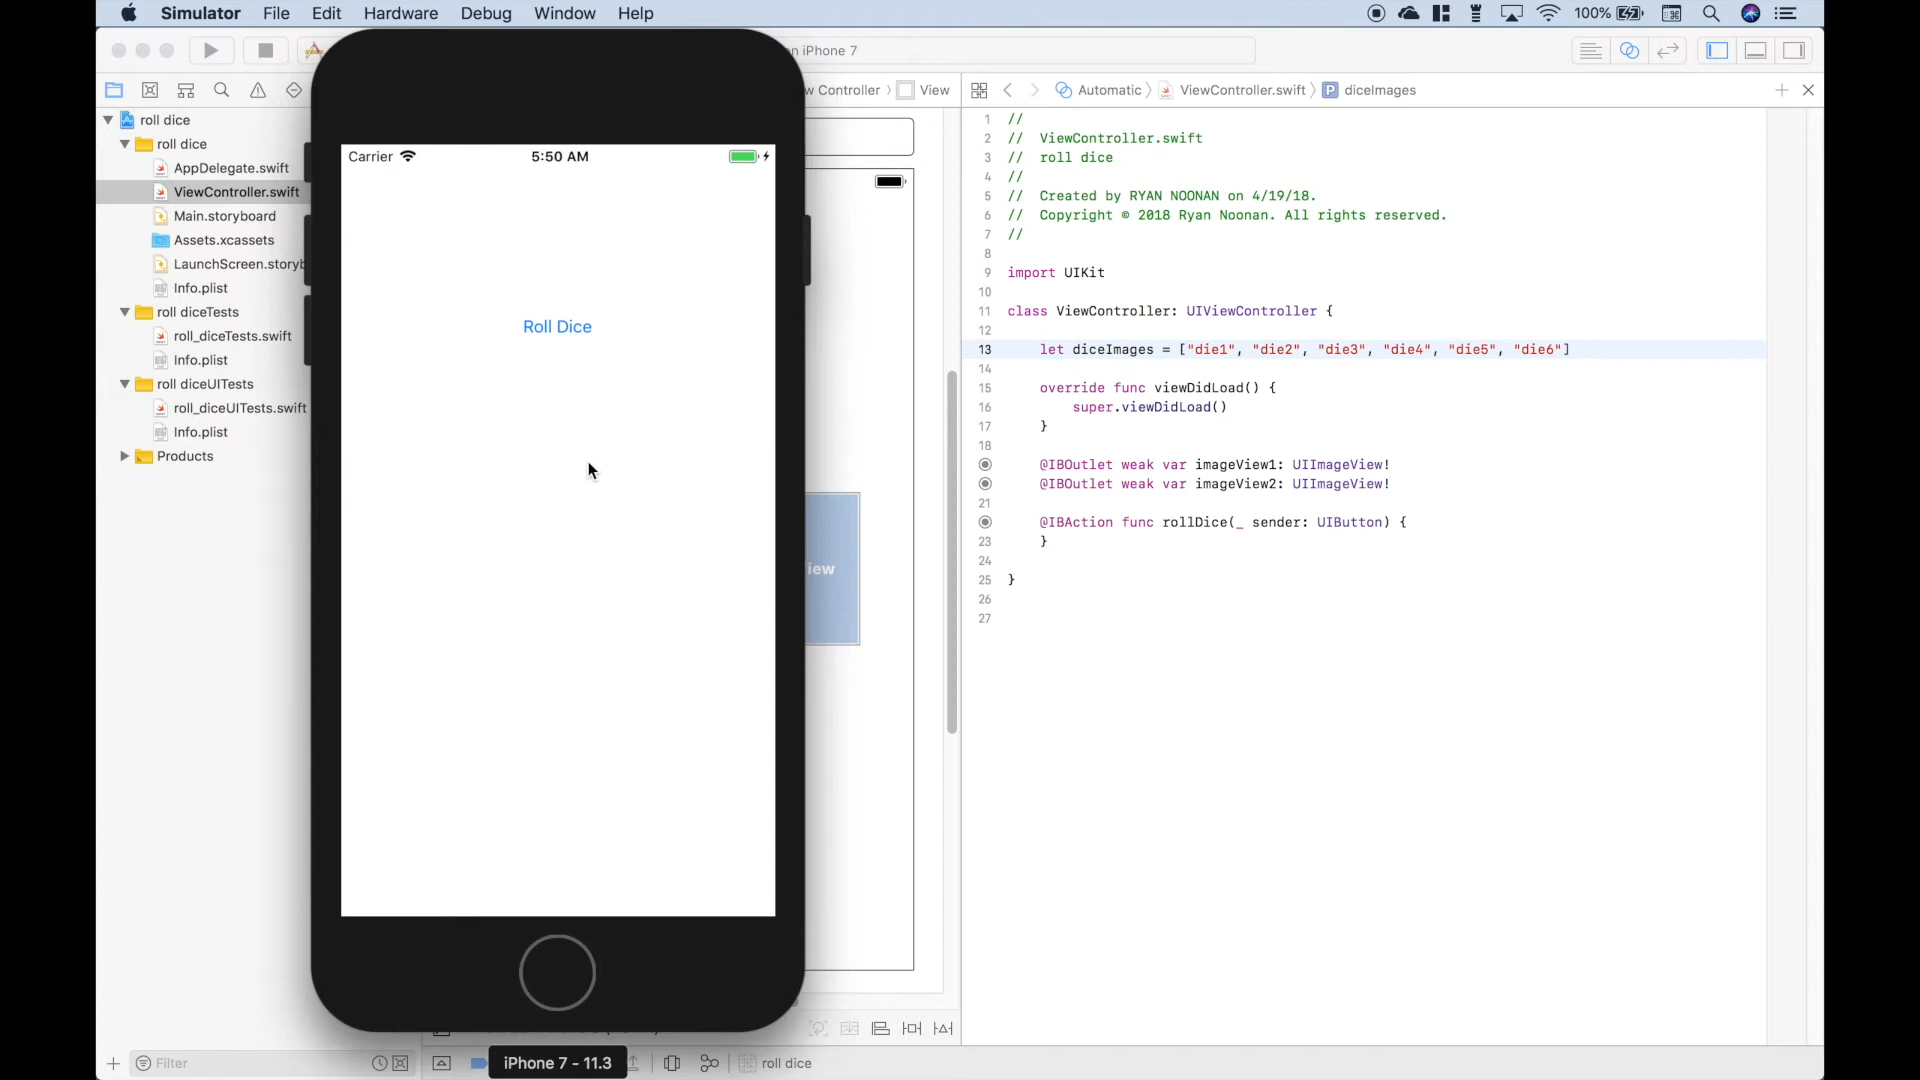 Simulator File Edit Hardware Debug Window Help 100%
n iPhone 7
w Controller View
Automatic ViewController.swift P diceImages
roll dice
roll dice
AppDelegate.swift
ViewController.swift
Main.storyboard
Assets.xcassets
LaunchScreen.storyb
Info.plist
roll diceTests
roll_diceTests.swift
Info.plist
roll diceUITests
roll_diceUITests.swift
Info.plist
Products
Filter
Carrier 5:50 AM
Roll Dice
iew
iPhone 7 - 11.3
roll dice
1 //
2 //  ViewController.swift
3 //  roll dice
4 //
5 //  Created by RYAN NOONAN on 4/19/18.
6 //  Copyright © 2018 Ryan Noonan. All rights reserved.
7 //
8
9 import UIKit
10
11 class ViewController: UIViewController {
12
13     let diceImages = ["die1", "die2", "die3", "die4", "die5", "die6"]
14
15     override func viewDidLoad() {
16         super.viewDidLoad()
17     }
18
@IBOutlet weak var imageView1: UIImageView!
@IBOutlet weak var imageView2: UIImageView!
21
@IBAction func rollDice(_ sender: UIButton) {
23     }
24
25 }
26
27